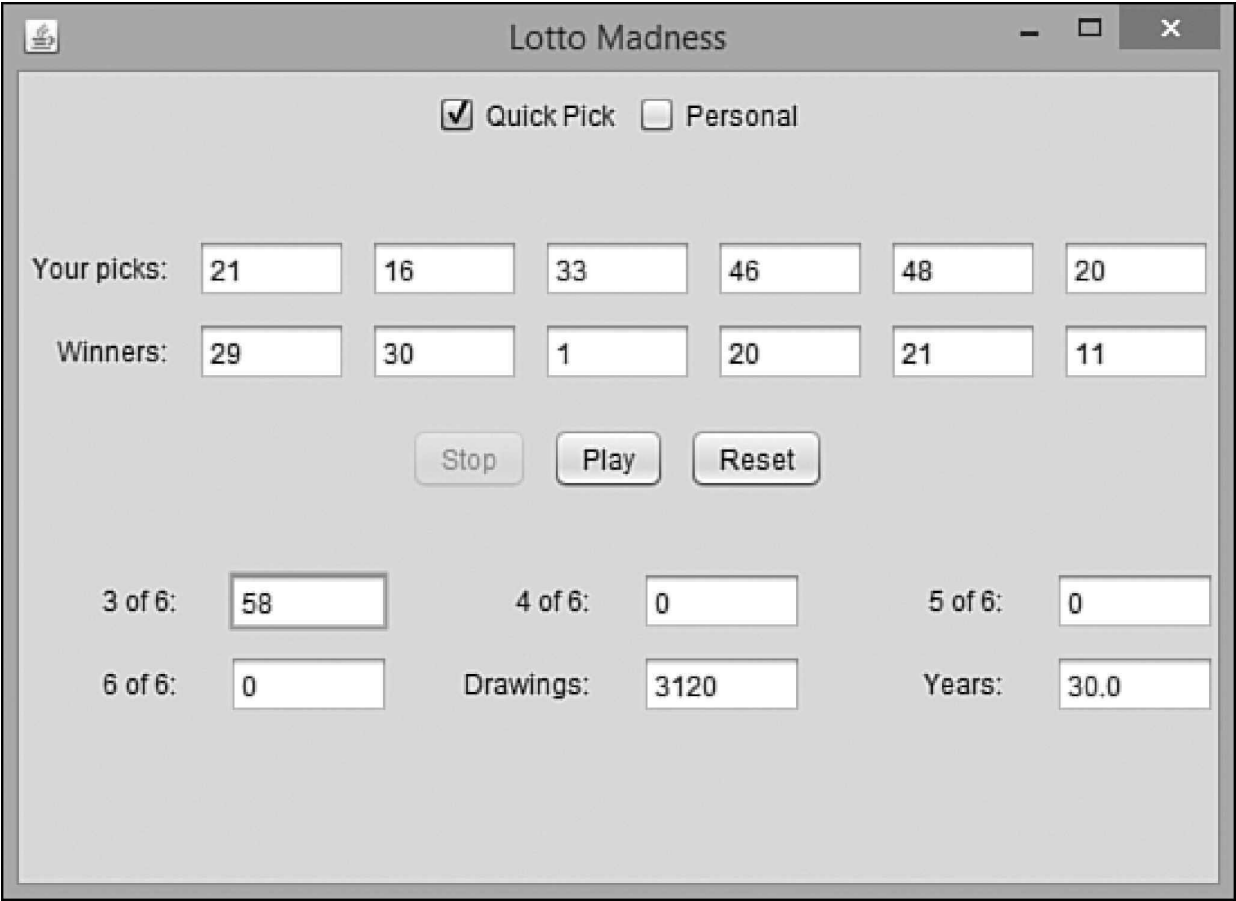 Lotto Madness
Quick Pick Personal
Your picks: 21 16 33 46 48 20
Winners: 29 30 1 20 21 11
Stop Play Reset
3 of 6: 58 4 of 6: 0 5 of 6: 0
6 of 6: 0 Drawings: 3120 Years: 30.0